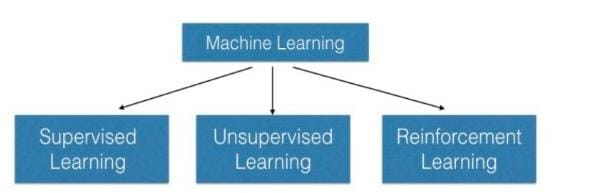 Machine Learning
Supervised
Learning
Unsupervised
Learning
Reinforcement
Learning